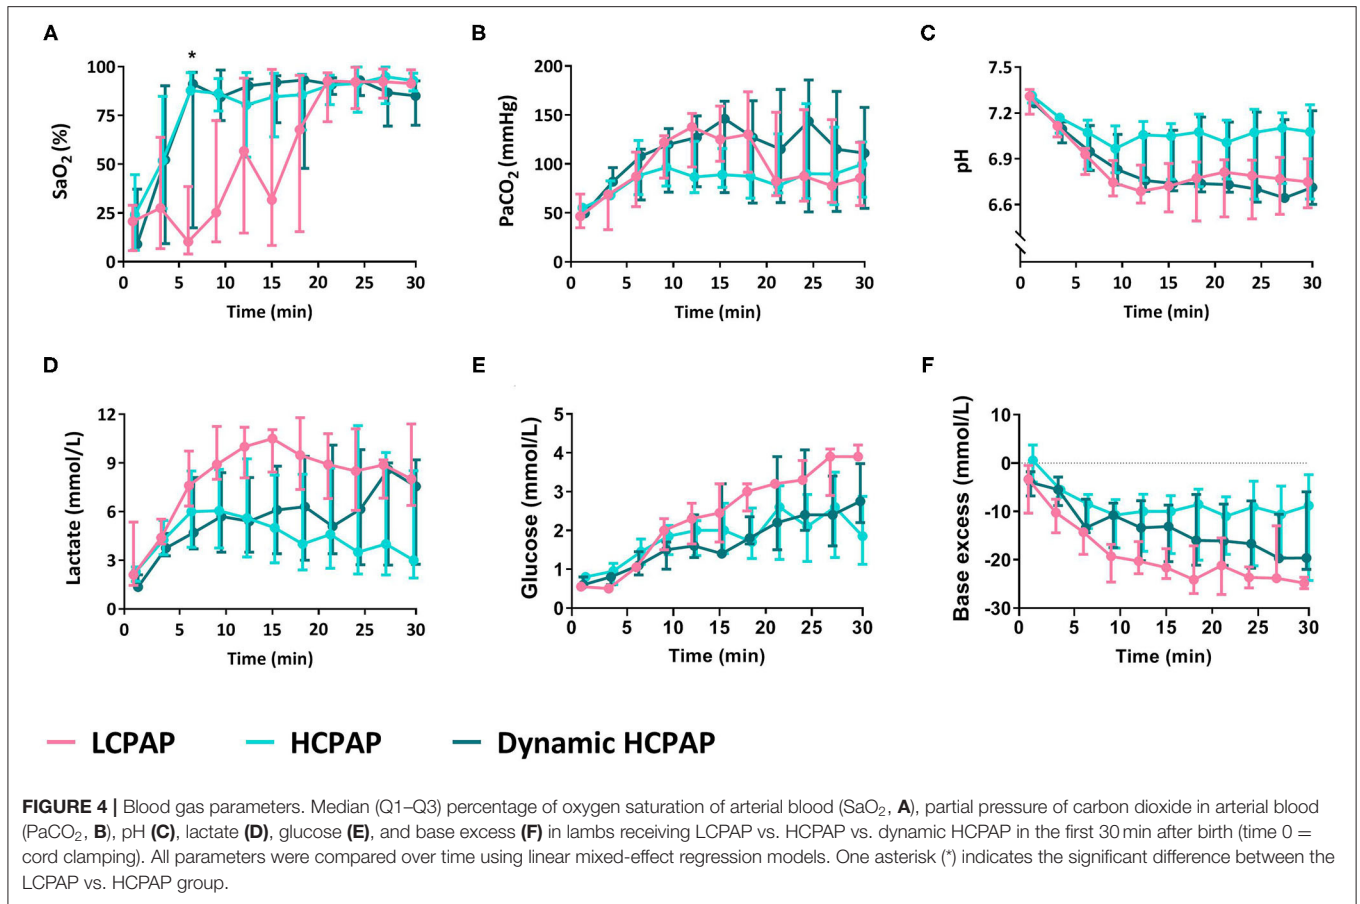 A
*
SaO2 (%)
100
75
50
25
0
0 5 10 15 20 25 30
Time (min)
B
PaCO2 (mmHg)
200
150
100
50
0
0 5 10 15 20 25 30
Time (min)
C
pH
7.5
7.2
6.9
6.6
0 5 10 15 20 25 30
Time (min)
D
Lactate (mmol/L)
12
9
6
3
0
0 5 10 15 20 25 30
Time (min)
E
Glucose (mmol/L)
5
4
3
2
1
0
0 5 10 15 20 25 30
Time (min)
F
Base excess (mmol/L)
10
0
-10
-20
-30
0 5 10 15 20 25 30
Time (min)
LCPAP HCPAP Dynamic HCPAP
FIGURE 4 | Blood gas parameters. Median (Q1–Q3) percentage of oxygen saturation of arterial blood (SaO2, A), partial pressure of carbon dioxide in arterial blood
(PaCO2, B), pH (C), lactate (D), glucose (E), and base excess (F) in lambs receiving LCPAP vs. HCPAP vs. dynamic HCPAP in the first 30 min after birth (time 0 =
cord clamping). All parameters were compared over time using linear mixed-effect regression models. One asterisk (*) indicates the significant difference between the
LCPAP vs. HCPAP group.